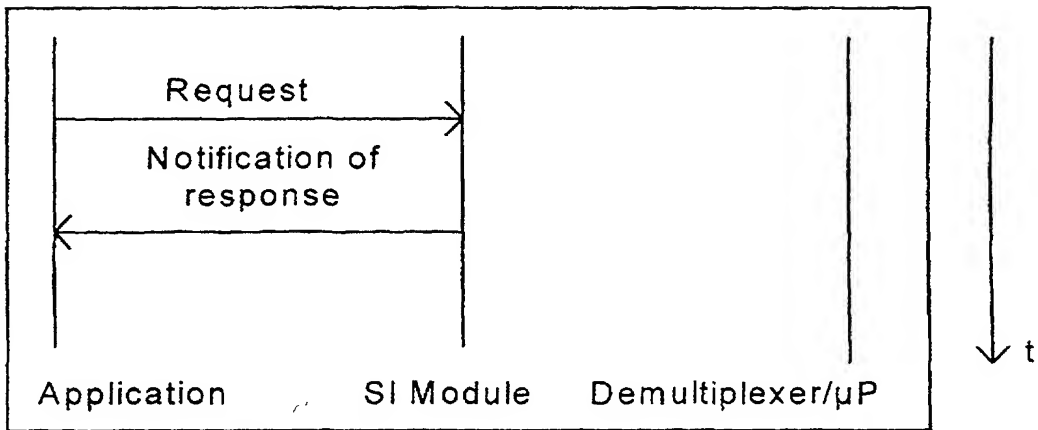 Request
Notification of
response
t
Application
SI Module
Demultiplexer/µP